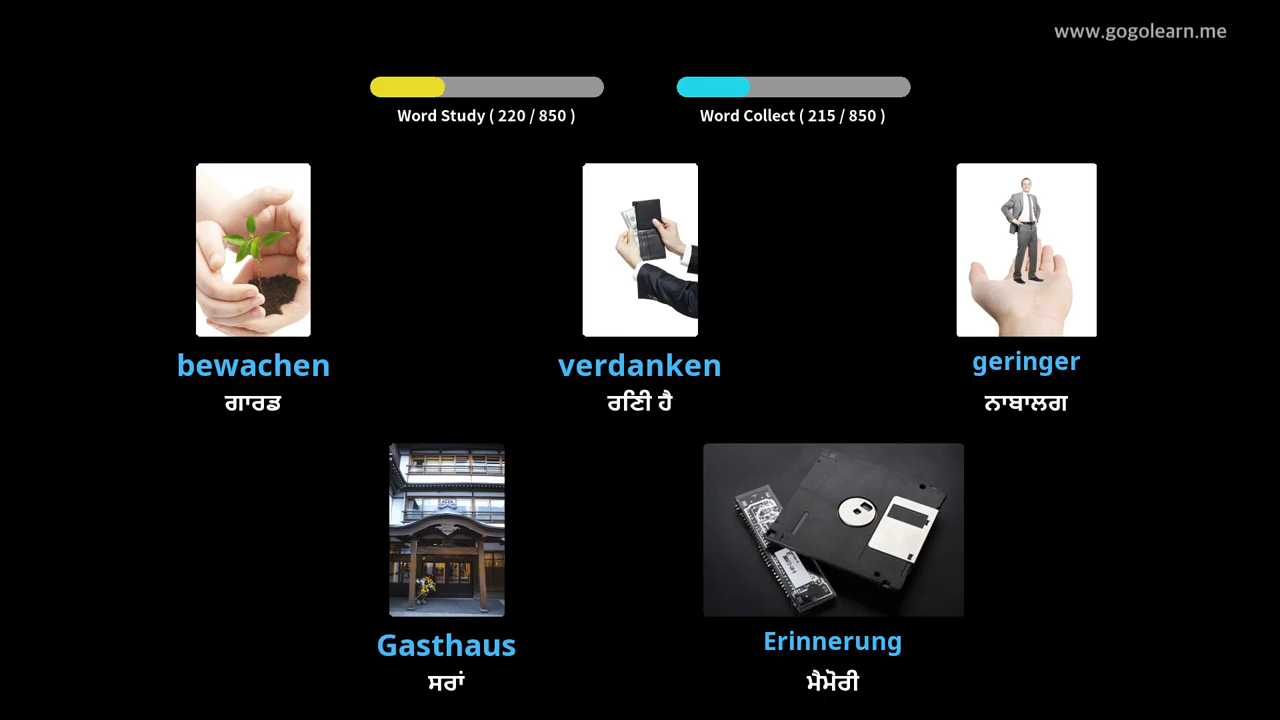 www.gogolearn.me
Word Study ( 220 / 850 )
Word Collect ( 215 / 850 )
bewachen
verdanken
geringer
ਗਾਰਡ
ਰਣਿੀ ਹੈ
ਨਾਬਾਲਗ
Gasthaus
Erinnerung
ਸਰਾਂ
ਮੈਮੋਰੀ